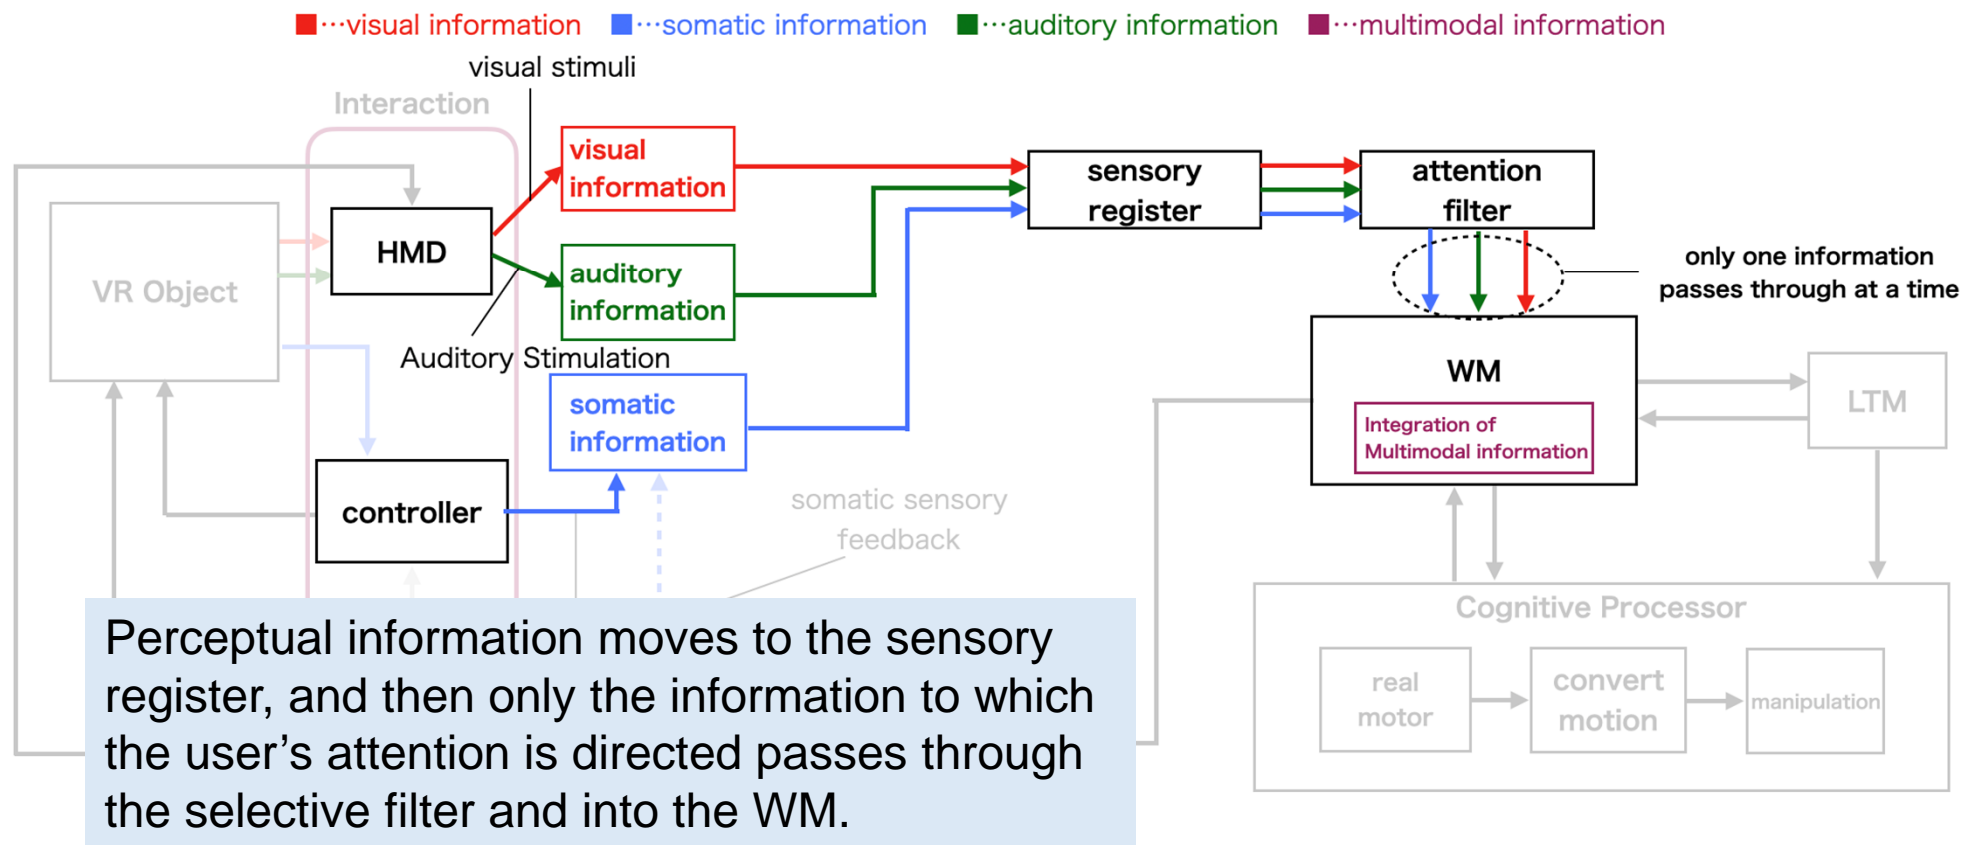 ■···visual information ■···somatic information ■···auditory information ■···multimodal information
visual stimuli
Interaction
visual
information
sensory
register
attention
filter
HMD
VR Object
auditory
information
only one information
passes through at a time
Auditory Stimulation
WM
Integration of
Multimodal information
LTM
somatic
information
controller
somatic sensory
feedback
Cognitive Processor
real
motor
convert
motion
manipulation
Perceptual information moves to the sensory
register, and then only the information to which
the user’s attention is directed passes through
the selective filter and into the WM.